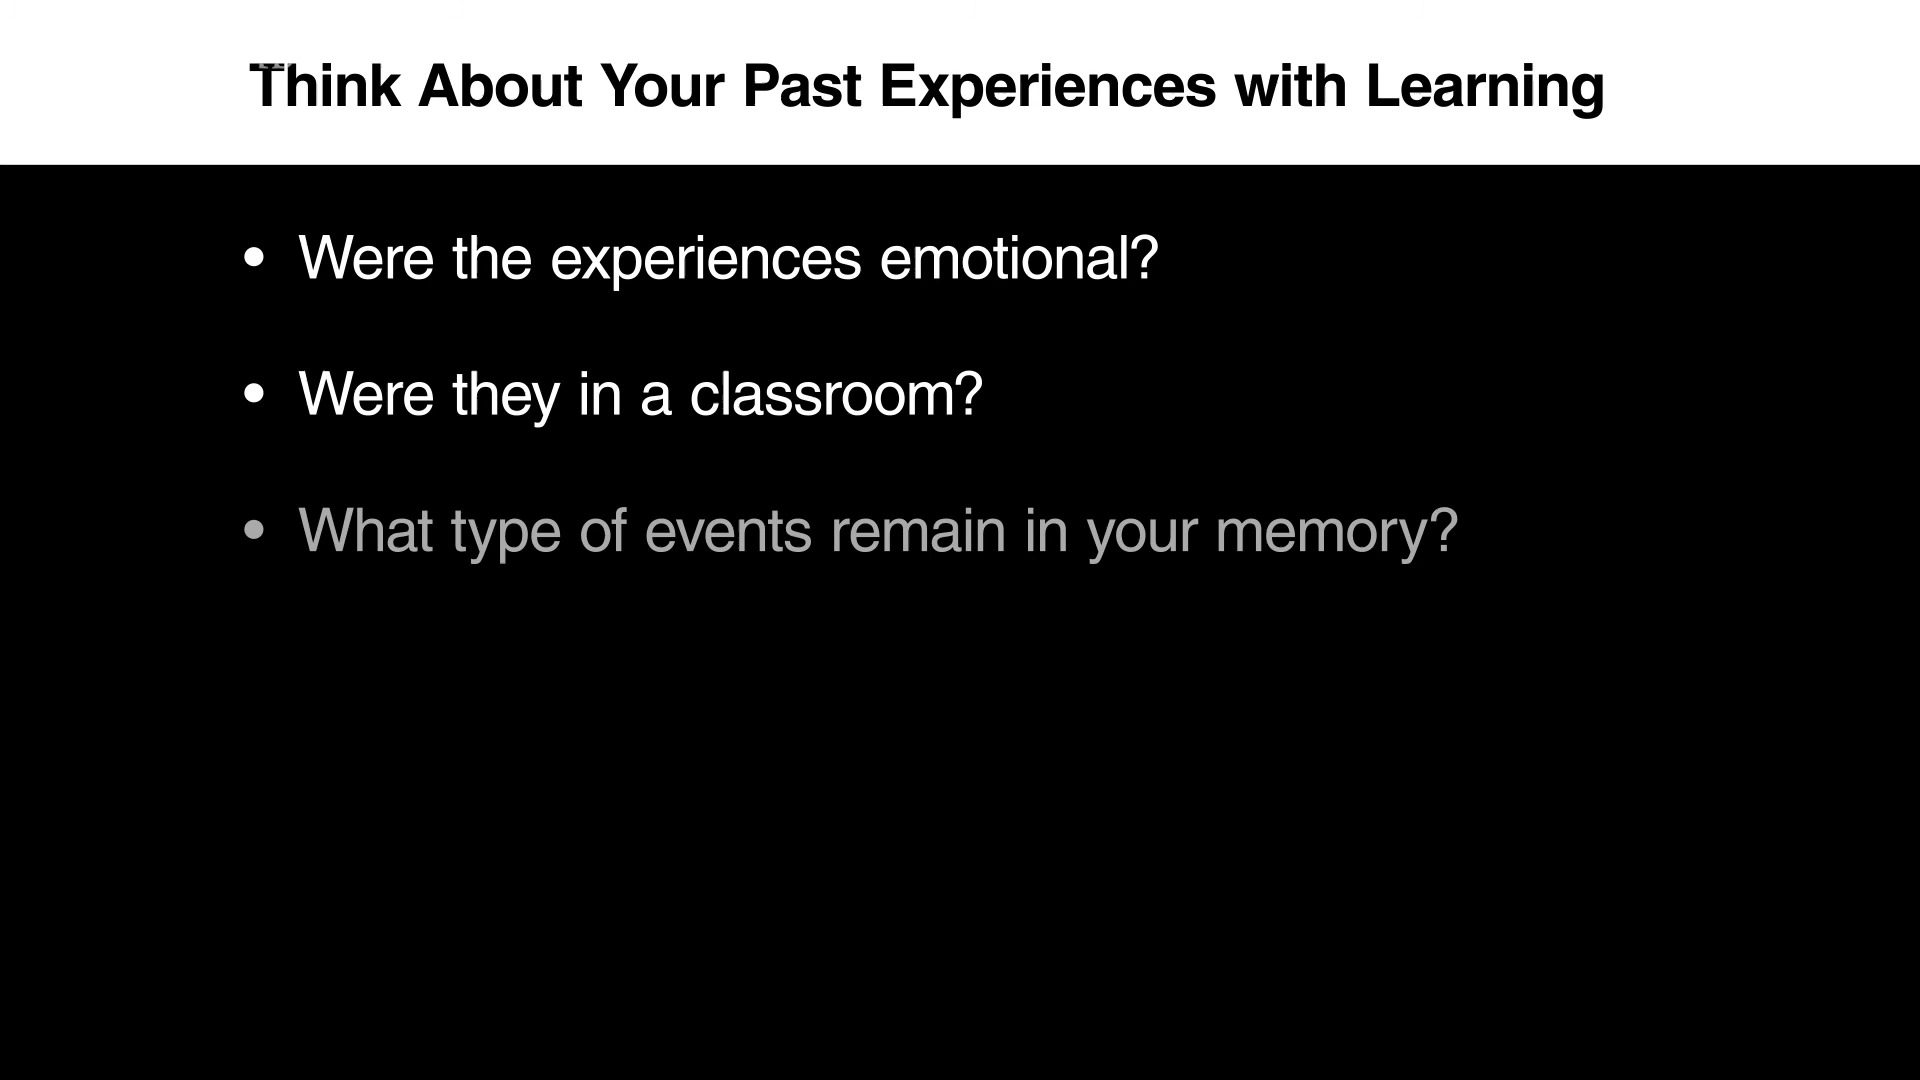 Think About Your Past Experiences with Learning
• Were the experiences emotional?
• Were they in a classroom?
• What type of events remain in your memory?